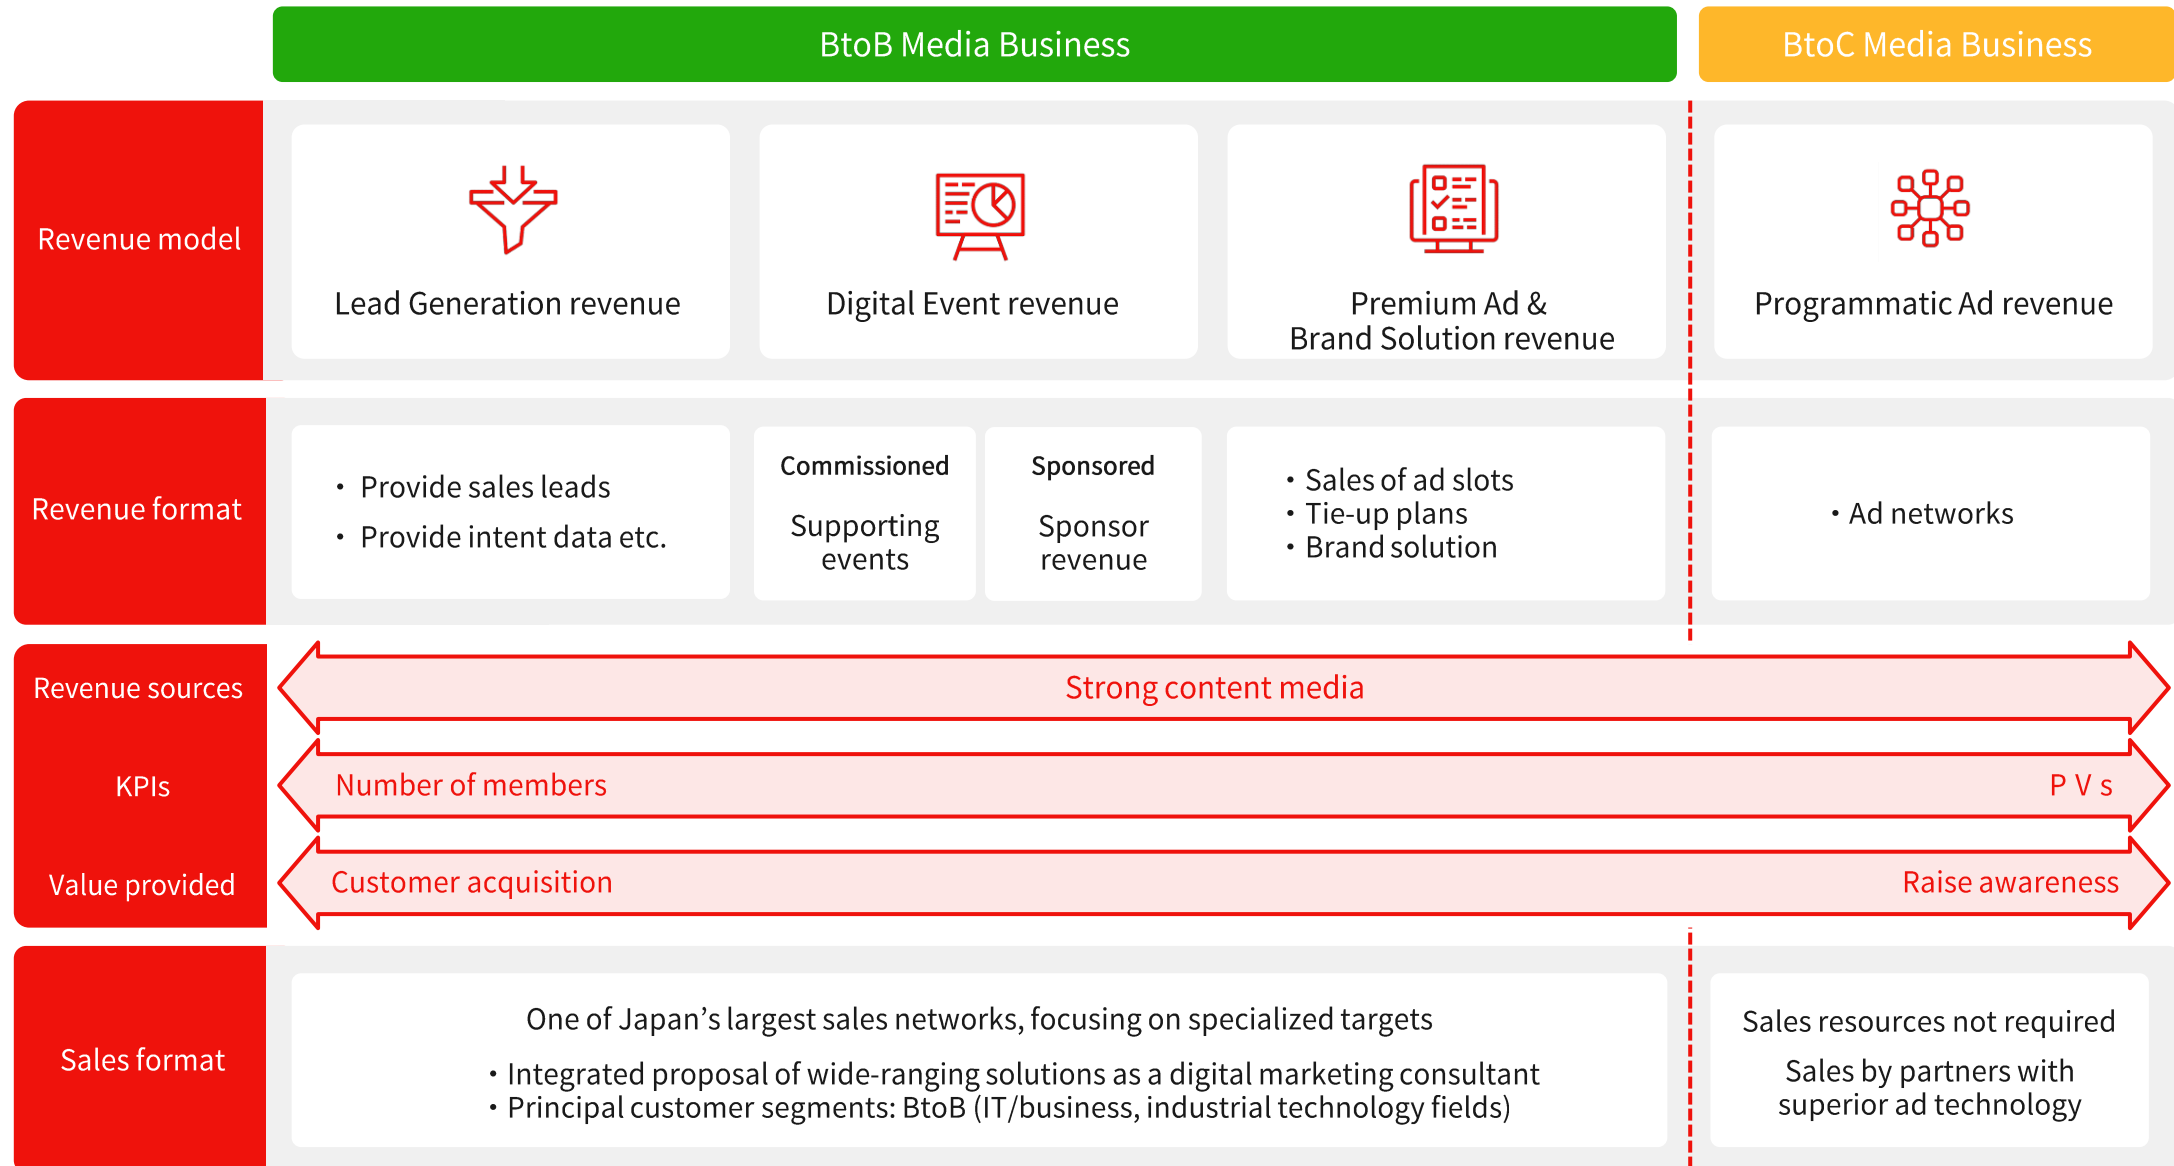 BtoB Media Business
BtoC Media Business
Revenue model
Lead Generation revenue
Digital Event revenue
Premium Ad &
Brand Solution revenue
Programmatic Ad revenue
Revenue format
・ Provide sales leads
・ Provide intent data etc.
Commissioned
Supporting
events
Sponsored
Sponsor
revenue
・Sales of ad slots
・Tie-up plans
・Brand solution
・Ad networks
Revenue sources
Strong content media
KPIs
Number of members
P V s
Value provided
Customer acquisition
Raise awareness
Sales format
One of Japan’s largest sales networks, focusing on specialized targets
・Integrated proposal of wide-ranging solutions as a digital marketing consultant
・Principal customer segments: BtoB (IT/business, industrial technology fields)
Sales resources not required
Sales by partners with
superior ad technology